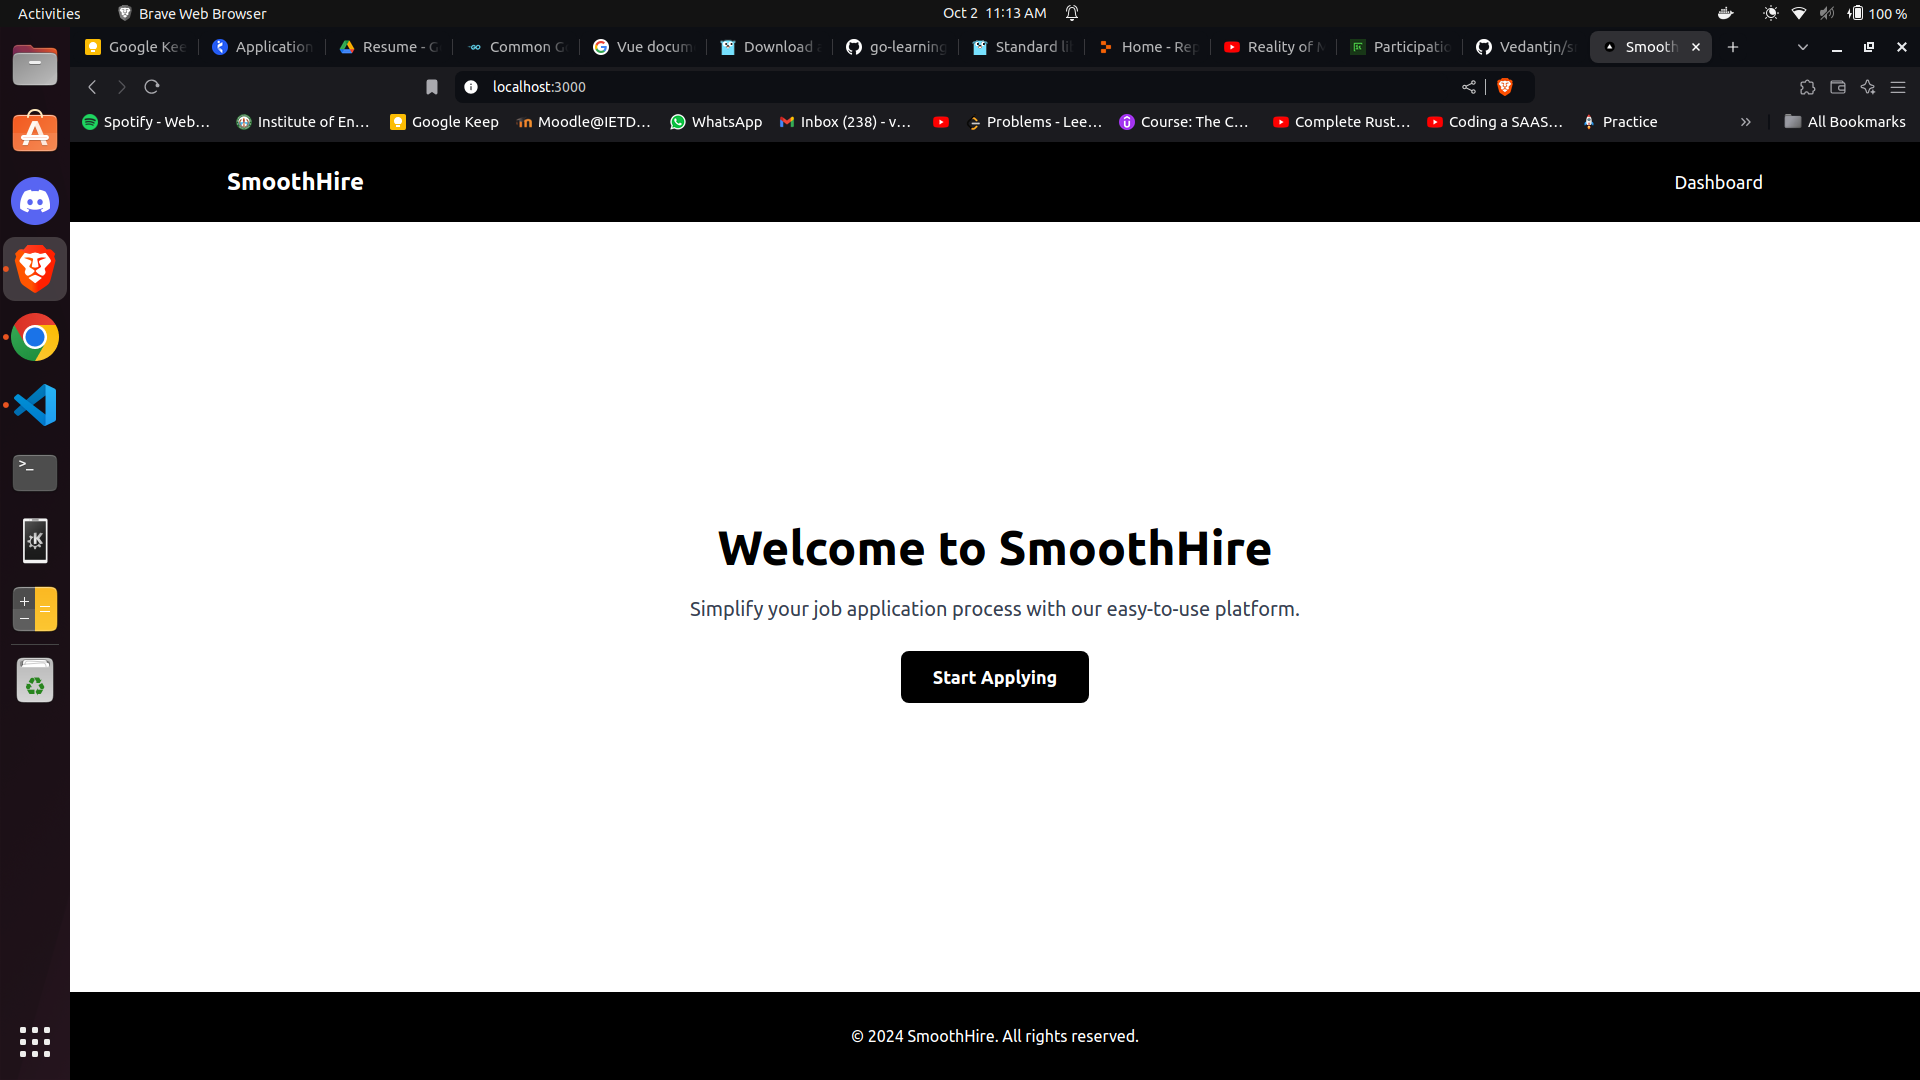 Activities
Brave Web Browser
Oct 2 11:13 AM
100 %
Google Kee
Application
Resume - G
Common G
Vue docum
Download a
go-learning
Standard lib
Home - Rep
Reality of M
Participatio
Vedantjn/s
Smooth
localhost:3000
Spotify - Web...
Institute of En...
Google Keep
Moodle@IETD...
WhatsApp
Inbox (238) - v...
Problems - Lee...
Course: The C...
Complete Rust...
Coding a SAAS...
Practice
All Bookmarks
SmoothHire
Dashboard
Welcome to SmoothHire
Simplify your job application process with our easy-to-use platform.
Start Applying
© 2024 SmoothHire. All rights reserved.